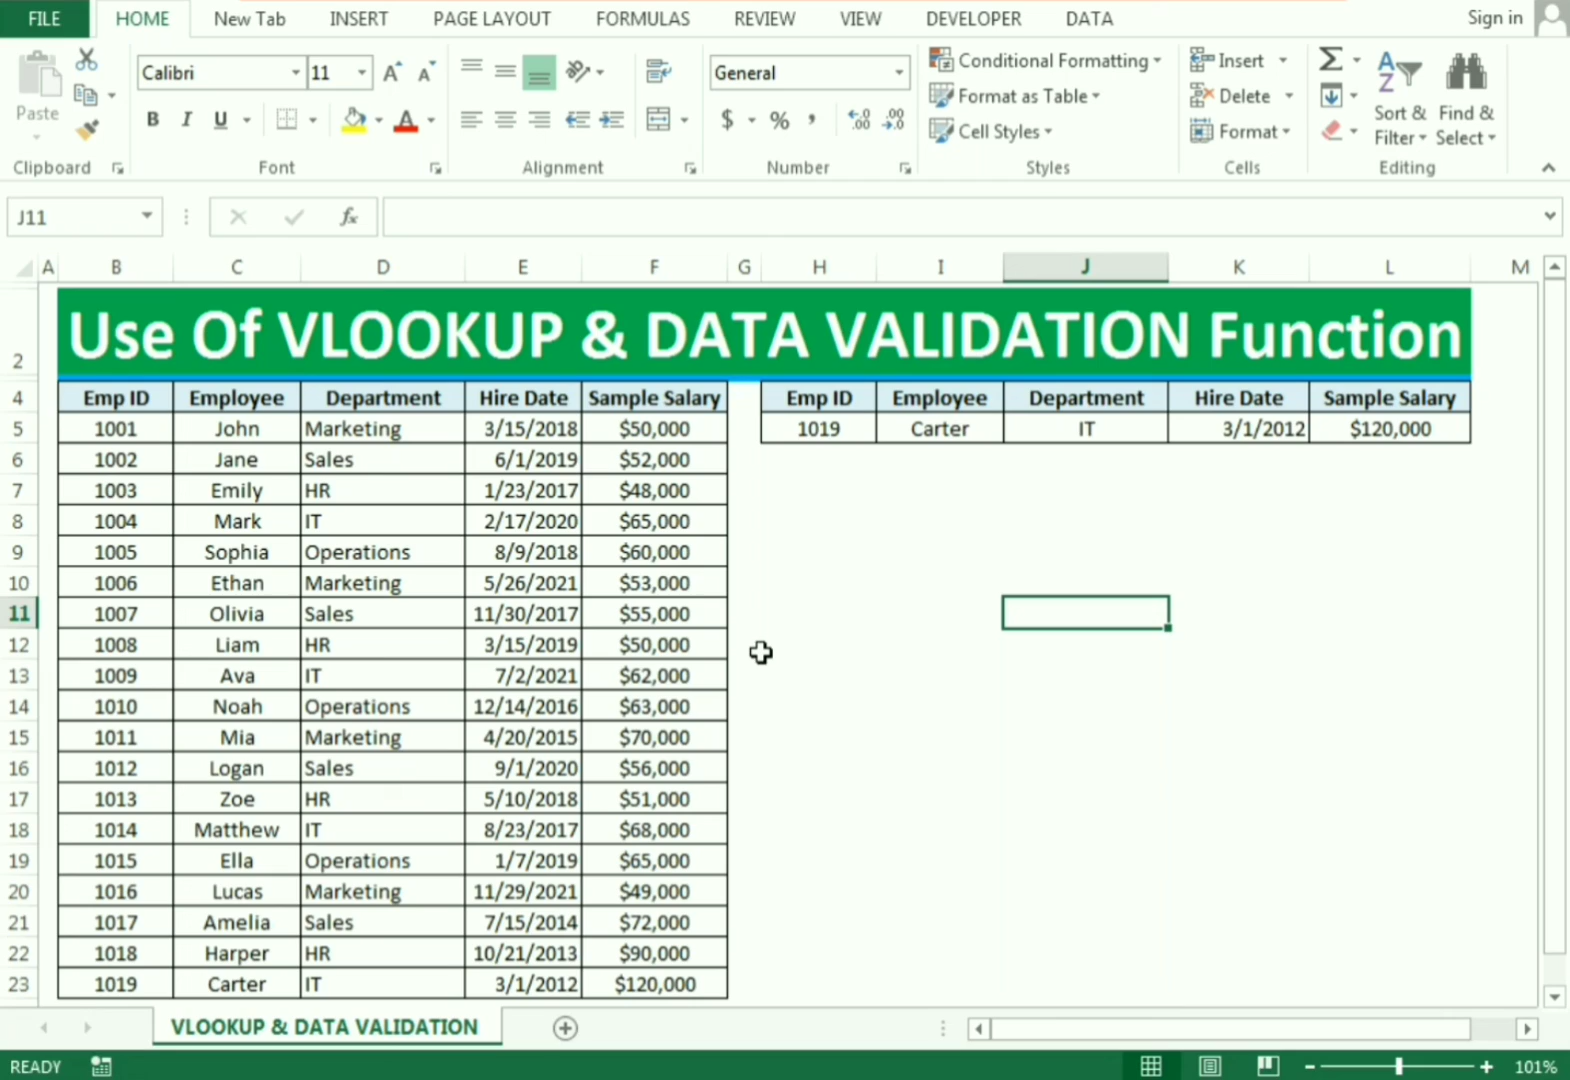 FILE HOME New Tab INSERT PAGE LAYOUT FORMULAS REVIEW VIEW DEVELOPER DATA Sign in
Calibri 11 A A General Conditional Formatting Insert Σ A Z
Paste Format as Table Delete Sort & Find &
B I U A $ % , .00 .0 Cell Styles Format Filter Select
Clipboard Font Alignment Number Styles Cells Editing
J11 fx
A B C D E F G H I J K L M
2 Use Of VLOOKUP & DATA VALIDATION Function
4 Emp ID Employee Department Hire Date Sample Salary Emp ID Employee Department Hire Date Sample Salary
5 1001 John Marketing 3/15/2018 $50,000 1019 Carter IT 3/1/2012 $120,000
6 1002 Jane Sales 6/1/2019 $52,000
7 1003 Emily HR 1/23/2017 $48,000
8 1004 Mark IT 2/17/2020 $65,000
9 1005 Sophia Operations 8/9/2018 $60,000
10 1006 Ethan Marketing 5/26/2021 $53,000
11 1007 Olivia Sales 11/30/2017 $55,000
12 1008 Liam HR 3/15/2019 $50,000
13 1009 Ava IT 7/2/2021 $62,000
14 1010 Noah Operations 12/14/2016 $63,000
15 1011 Mia Marketing 4/20/2015 $70,000
16 1012 Logan Sales 9/1/2020 $56,000
17 1013 Zoe HR 5/10/2018 $51,000
18 1014 Matthew IT 8/23/2017 $68,000
19 1015 Ella Operations 1/7/2019 $65,000
20 1016 Lucas Marketing 11/29/2021 $49,000
21 1017 Amelia Sales 7/15/2014 $72,000
22 1018 Harper HR 10/21/2013 $90,000
23 1019 Carter IT 3/1/2012 $120,000
VLOOKUP & DATA VALIDATION
READY 101%